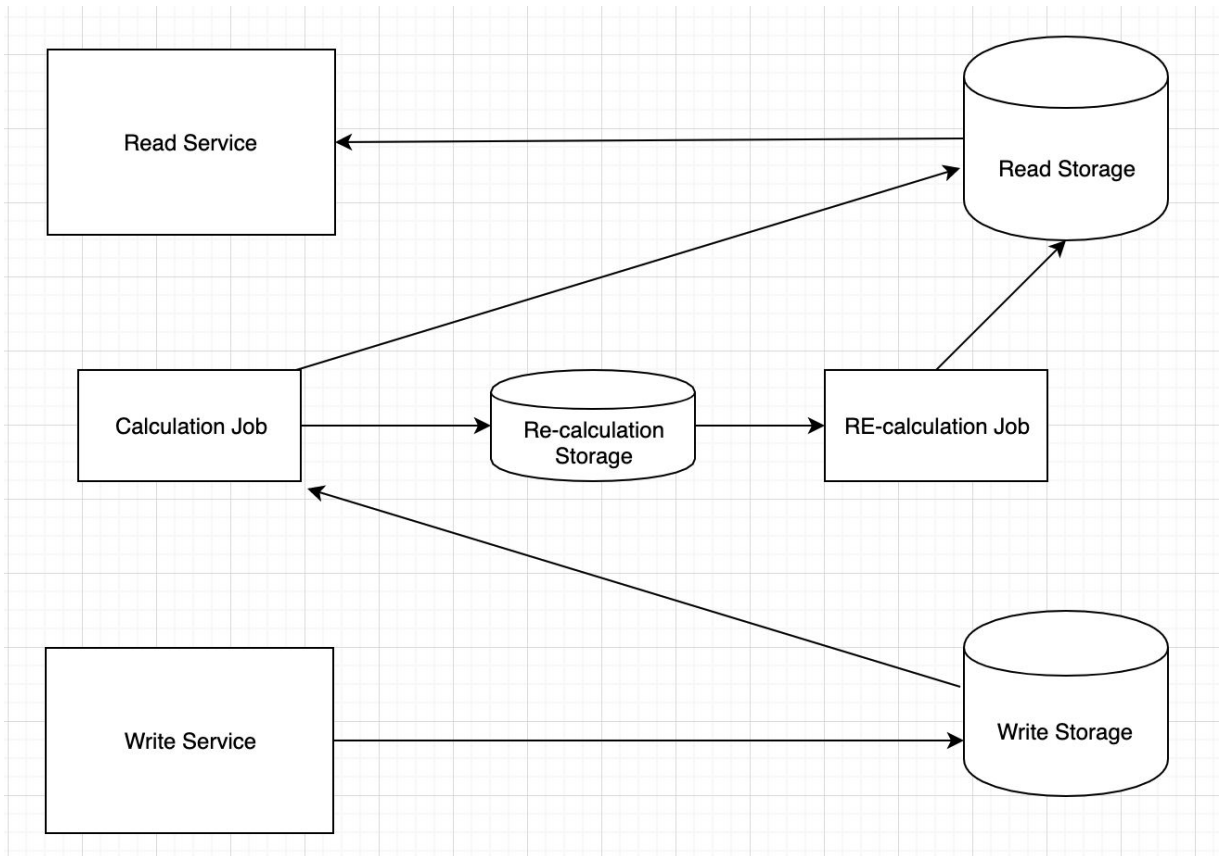 Read Service
Read Storage
Calculation Job
Re-calculation
Storage
RE-calculation Job
Write Service
Write Storage